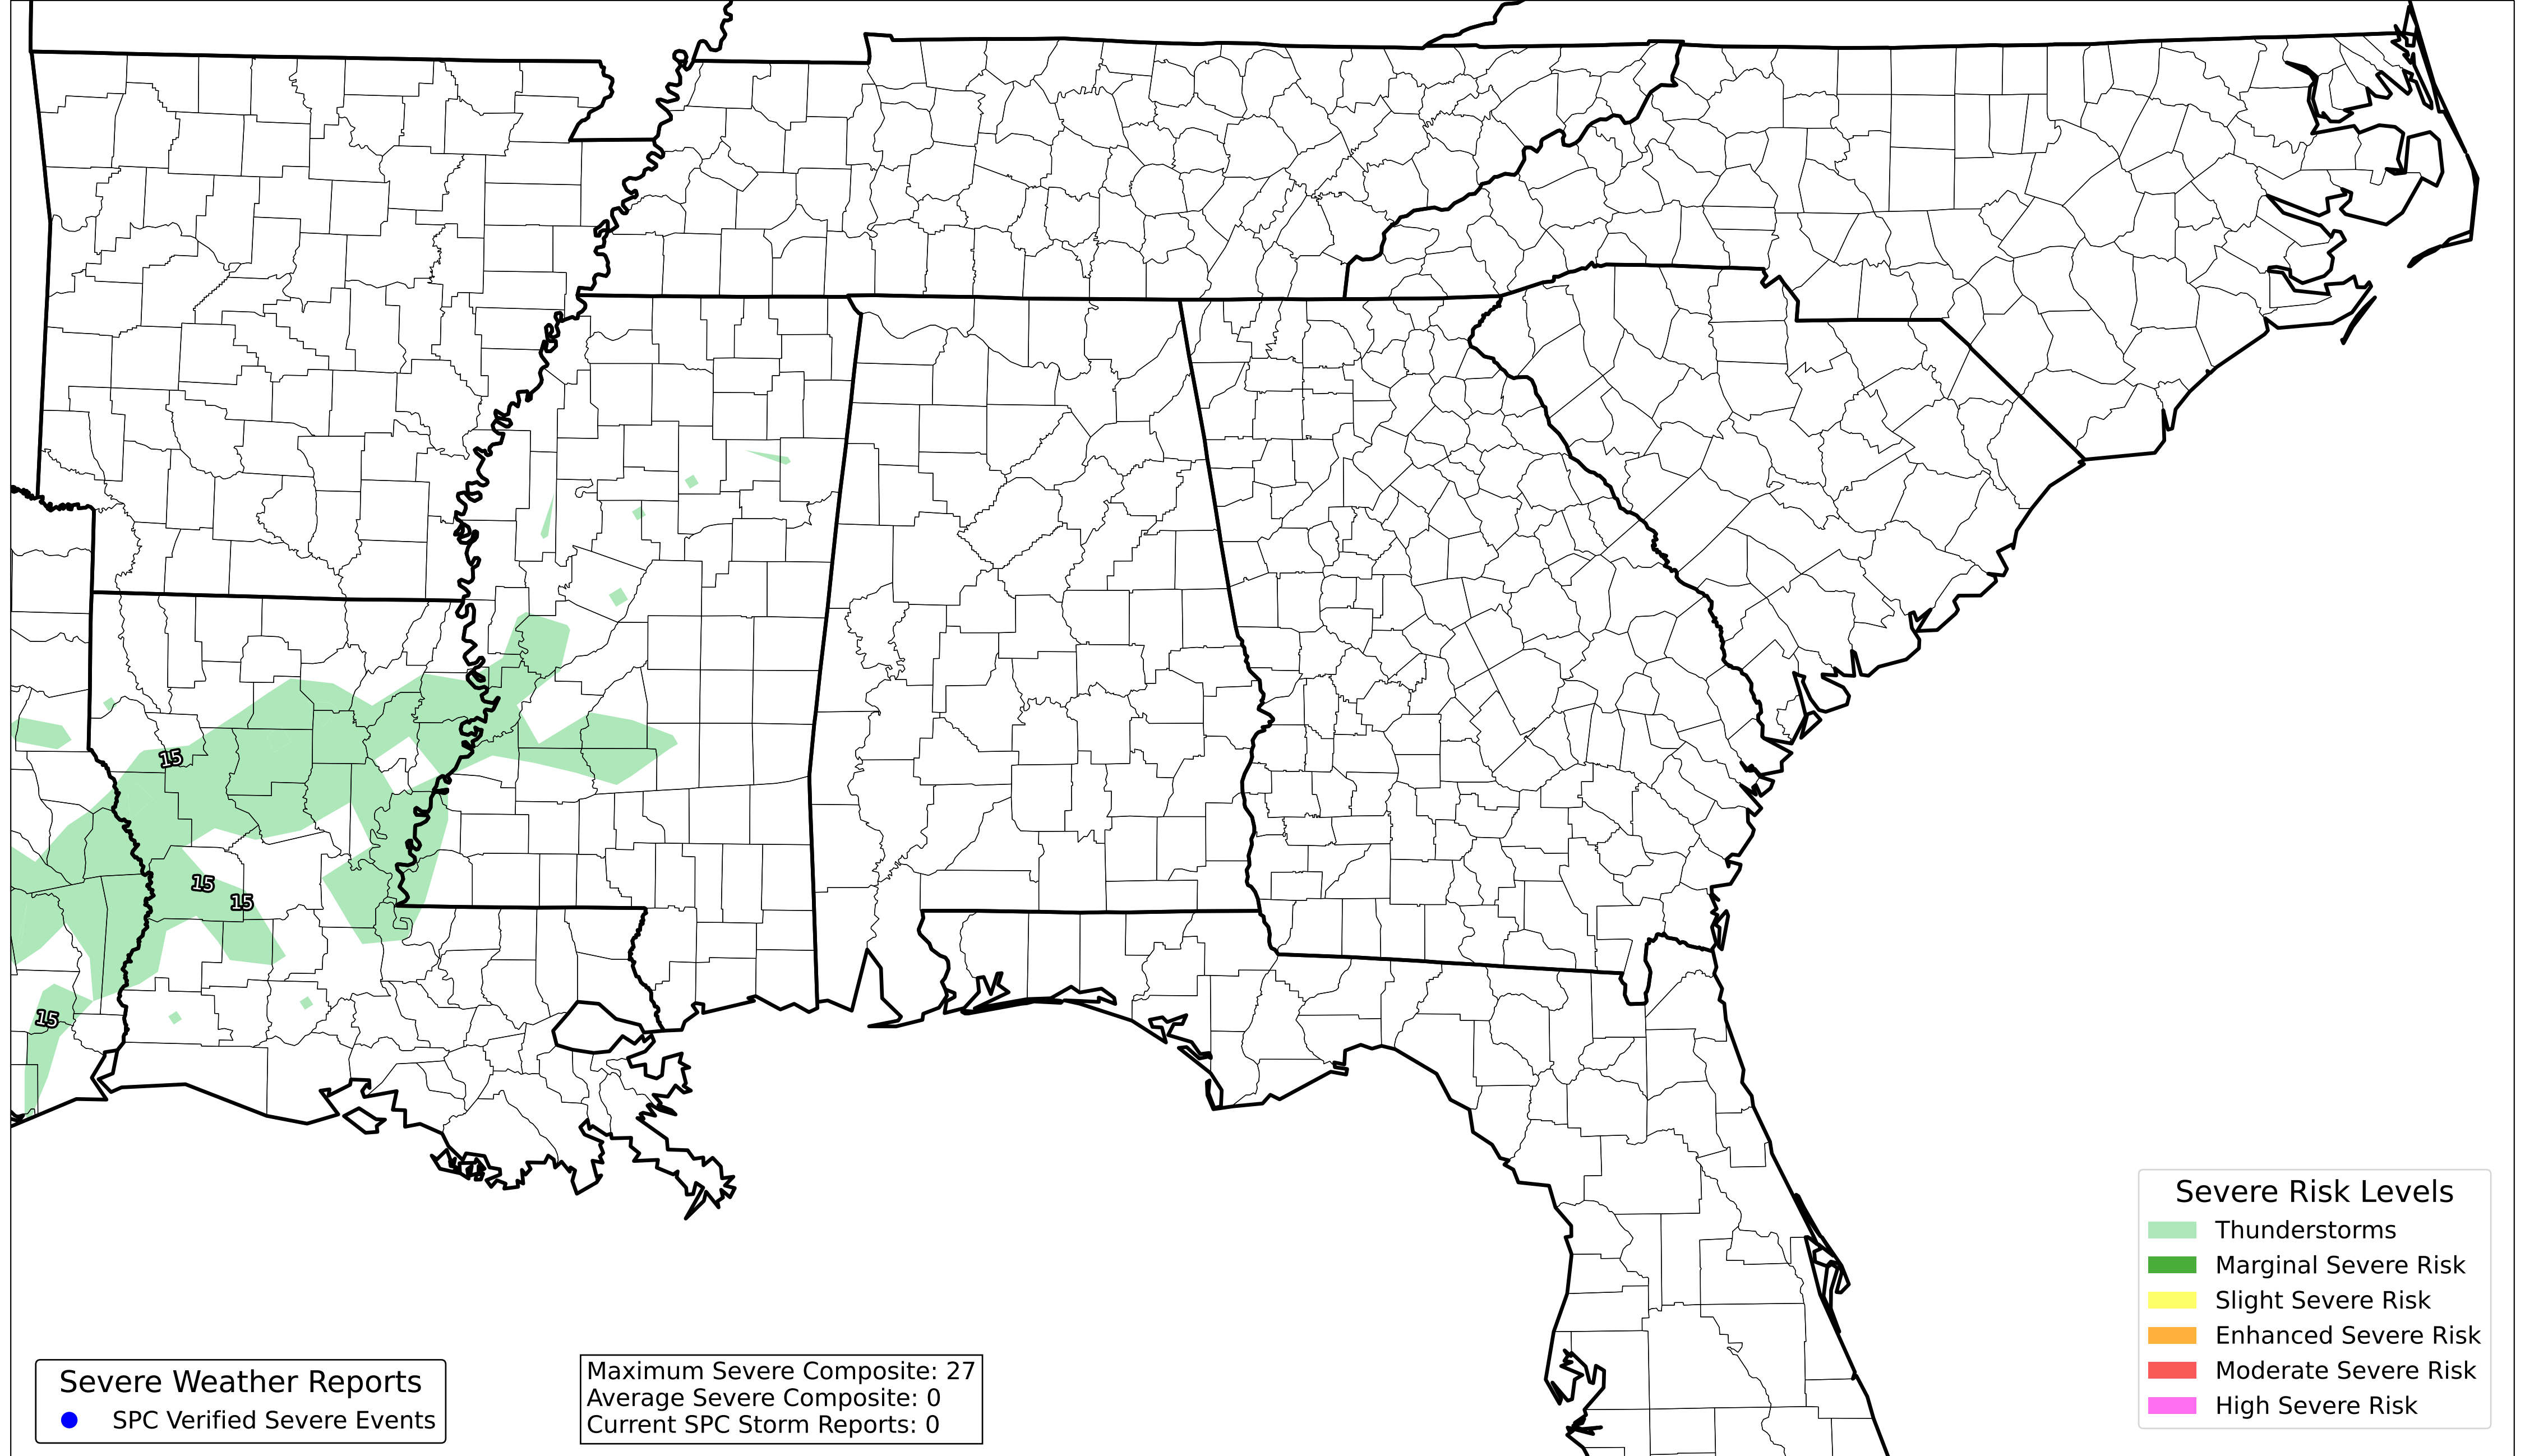 15
15
15
15
Severe Risk Levels
Thunderstorms
Marginal Severe Risk
Slight Severe Risk
Enhanced Severe Risk
Moderate Severe Risk
High Severe Risk
Severe Weather Reports
SPC Verified Severe Events
Maximum Severe Composite: 27
Average Severe Composite: 0
Current SPC Storm Reports: 0